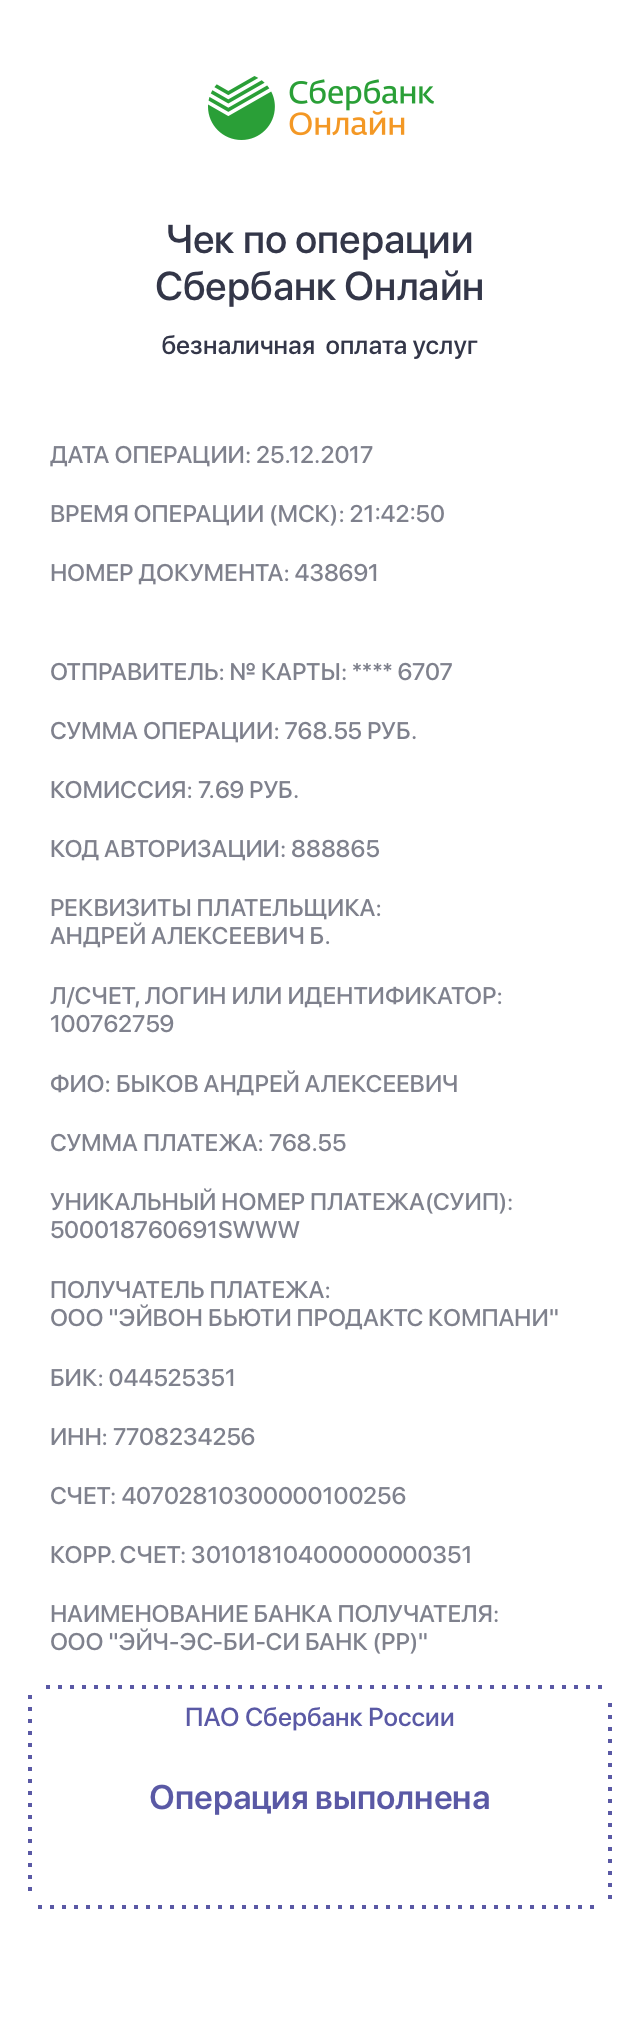 Сбербанк
Онлайн
Чек по операции
Сбербанк Онлайн
безналичная  оплата услуг
ДАТА ОПЕРАЦИИ: 25.12.2017
ВРЕМЯ ОПЕРАЦИИ (МСК): 21:42:50
НОМЕР ДОКУМЕНТА: 438691
ОТПРАВИТЕЛЬ: № КАРТЫ: **** 6707
СУММА ОПЕРАЦИИ: 768.55 РУБ.
КОМИССИЯ: 7.69 РУБ.
КОД АВТОРИЗАЦИИ: 888865
РЕКВИЗИТЫ ПЛАТЕЛЬЩИКА:
АНДРЕЙ АЛЕКСЕЕВИЧ Б.
Л/СЧЕТ, ЛОГИН ИЛИ ИДЕНТИФИКАТОР:
100762759
ФИО: БЫКОВ АНДРЕЙ АЛЕКСЕЕВИЧ
СУММА ПЛАТЕЖА: 768.55
УНИКАЛЬНЫЙ НОМЕР ПЛАТЕЖА(СУИП):
500018760691SWWW
ПОЛУЧАТЕЛЬ ПЛАТЕЖА:
ООО "ЭЙВОН БЬЮТИ ПРОДАКТС КОМПАНИ"
БИК: 044525351
ИНН: 7708234256
СЧЕТ: 40702810300000100256
КОРР. СЧЕТ: 30101810400000000351
НАИМЕНОВАНИЕ БАНКА ПОЛУЧАТЕЛЯ:
ООО "ЭЙЧ-ЭС-БИ-СИ БАНК (РР)"
ПАО Сбербанк России
Операция выполнена